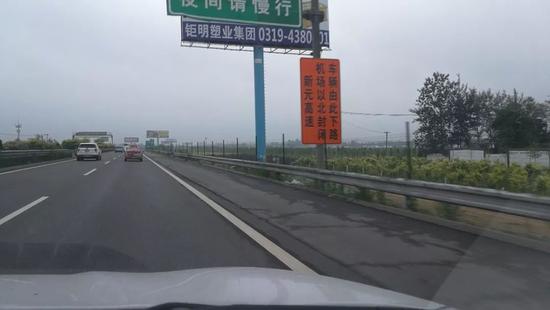 夜间请慢行
钜明塑业集团 0319-4380 01
新元高速
机场以北封闭
车辆由此下路